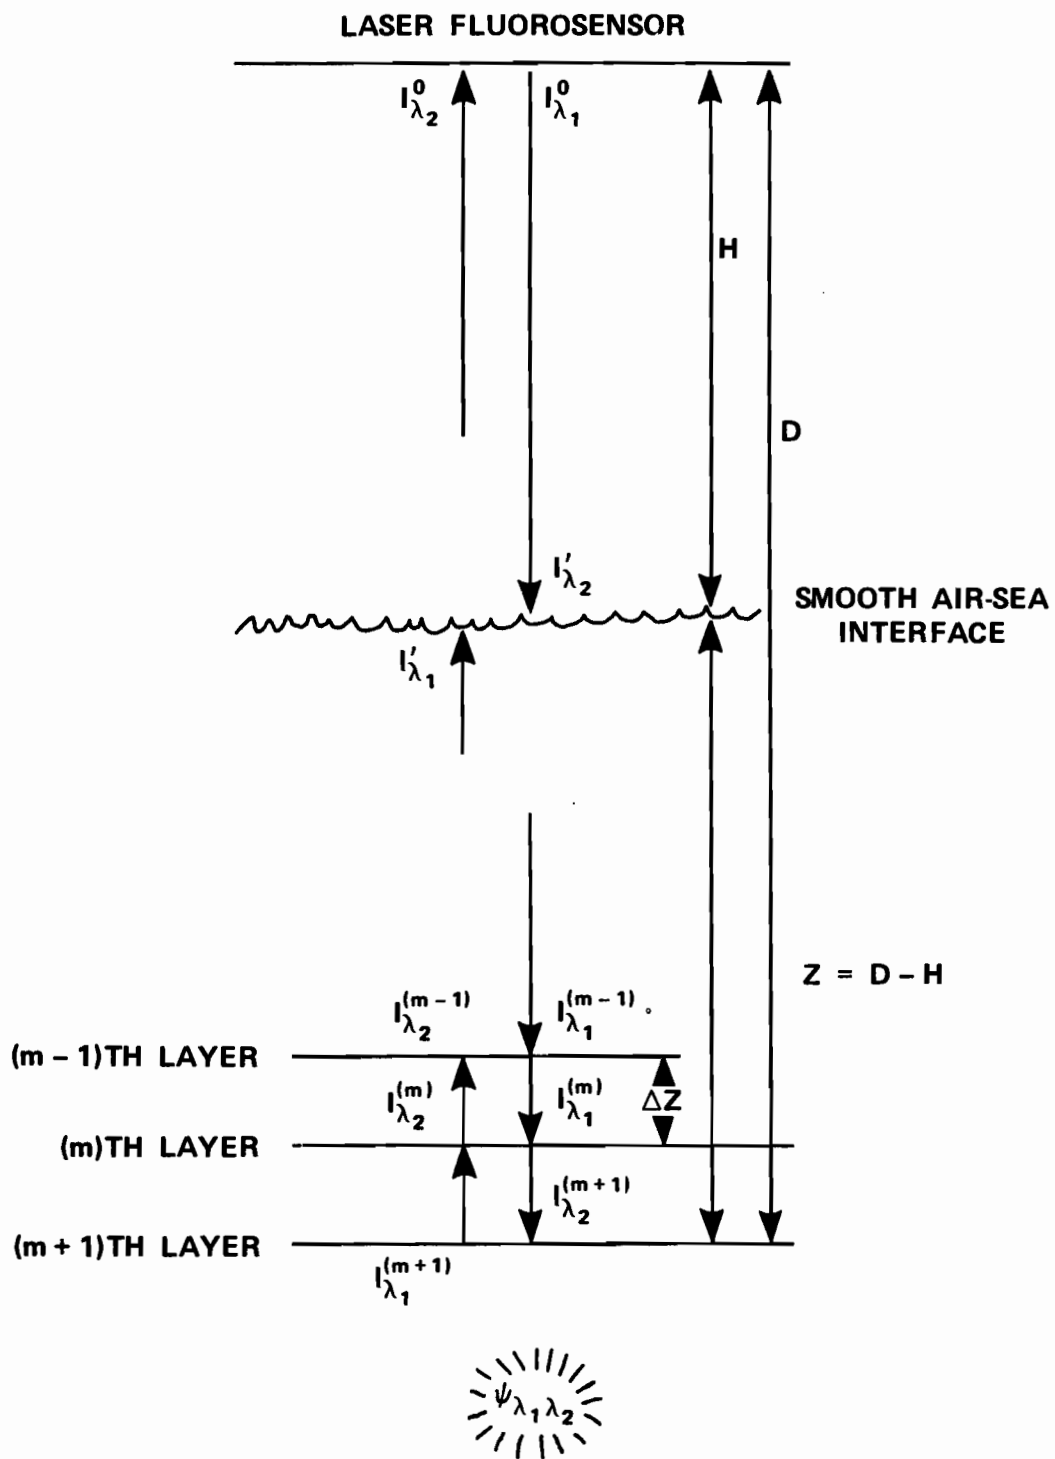 LASER FLUOROSENSOR
I⁰λ₂ I⁰λ₁
H
D
I′λ₂
SMOOTH AIR-SEA
INTERFACE
I′λ₁
Z = D – H
I(m – 1)λ₂ I(m – 1)λ₁
(m – 1)TH LAYER
I(m)λ₂ I(m)λ₁ ΔZ
(m)TH LAYER
I(m + 1)λ₂
(m + 1)TH LAYER
I(m + 1)λ₁
ψλ₁λ₂